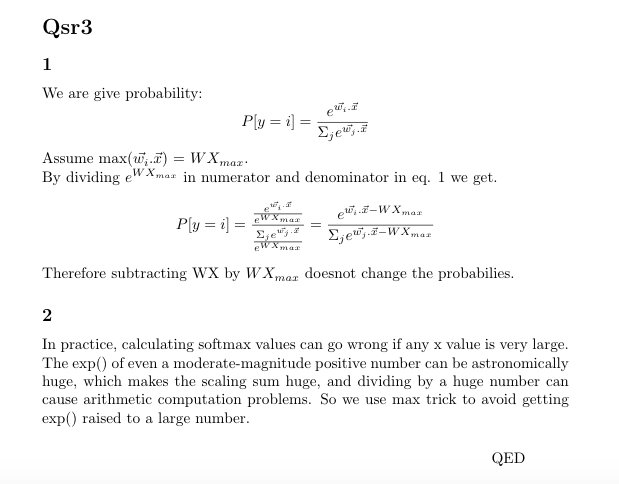 Qsr3
1
We are give probability:
P[y = i] = \frac{e^{\vec{w_i}.\vec{x}}}{\Sigma_j e^{\vec{w_j}.\vec{x}}}
Assume max(\vec{w_i}.\vec{x}) = WX_{max}.
By dividing e^{WX_{max}} in numerator and denominator in eq. 1 we get.
P[y = i] = \frac{\frac{e^{\vec{w_i}.\vec{x}}}{e^{WX_{max}}}}{\frac{\Sigma_j e^{\vec{w_j}.\vec{x}}}{e^{WX_{max}}}} = \frac{e^{\vec{w_i}.\vec{x}-WX_{max}}}{\Sigma_j e^{\vec{w_j}.\vec{x}-WX_{max}}}
Therefore subtracting WX by WX_{max} doesnot change the probabilies.
2
In practice, calculating softmax values can go wrong if any x value is very large.
The exp() of even a moderate-magnitude positive number can be astronomically
huge, which makes the scaling sum huge, and dividing by a huge number can
cause arithmetic computation problems. So we use max trick to avoid getting
exp() raised to a large number.
QED